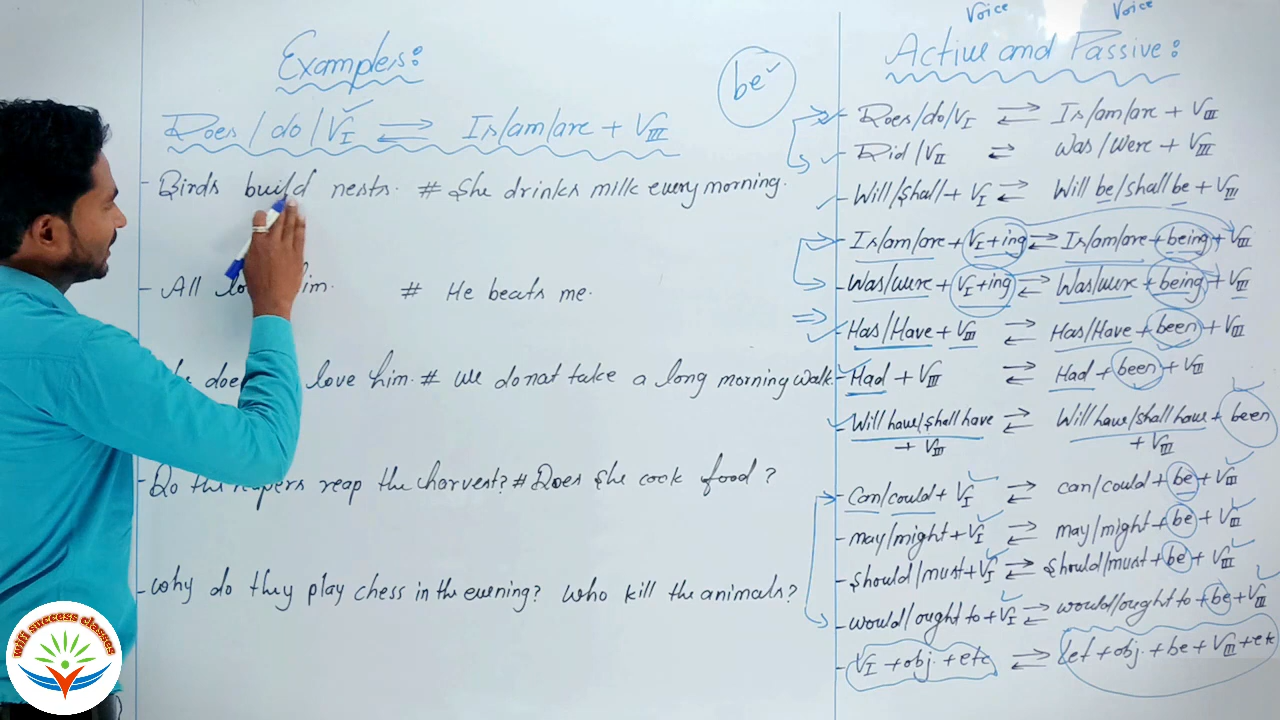 Examples:
Does/do/VI ⇌ Is/am/are + VIII
- Birds build nests. # She drinks milk every morning.
- All him. # He beats me.
love him. # We do not take a long morning walk.
- Do the reapers reap the charvest? # Does She cook food?
- Why do they play chess in the evening? Who kill the animals?
be
Voice Voice
Active and Passive:
Does/do/VI ⇌ Is/am/are + VIII
Did/VII ⇌ Was/Were + VIII
Will/Shall + VI ⇌ Will be/shall be + VIII
Is/am/are + VI+ing ⇌ Is/am/are + being + VIII
Was/were + VI+ing ⇌ Was/were + being + VIII
⇒
Has/Have + VIII ⇌ Has/Have + been + VIII
Had + VIII ⇌ Had + been + VIII
Will have/Shall have ⇌ Will have/shall have + been
+ VIII + VIII
- Can/could + VI ⇌ can/could + be + VIII
- may/might + VI ⇌ may/might + be + VIII
- Should/must + VI ⇌ Should/must + be + VIII
- would/ought to + VI ⇌ would/ought to + be + VIII
- VI + obj. + etc ⇌ let + obj. + be + VIII + etc
wifi success classes